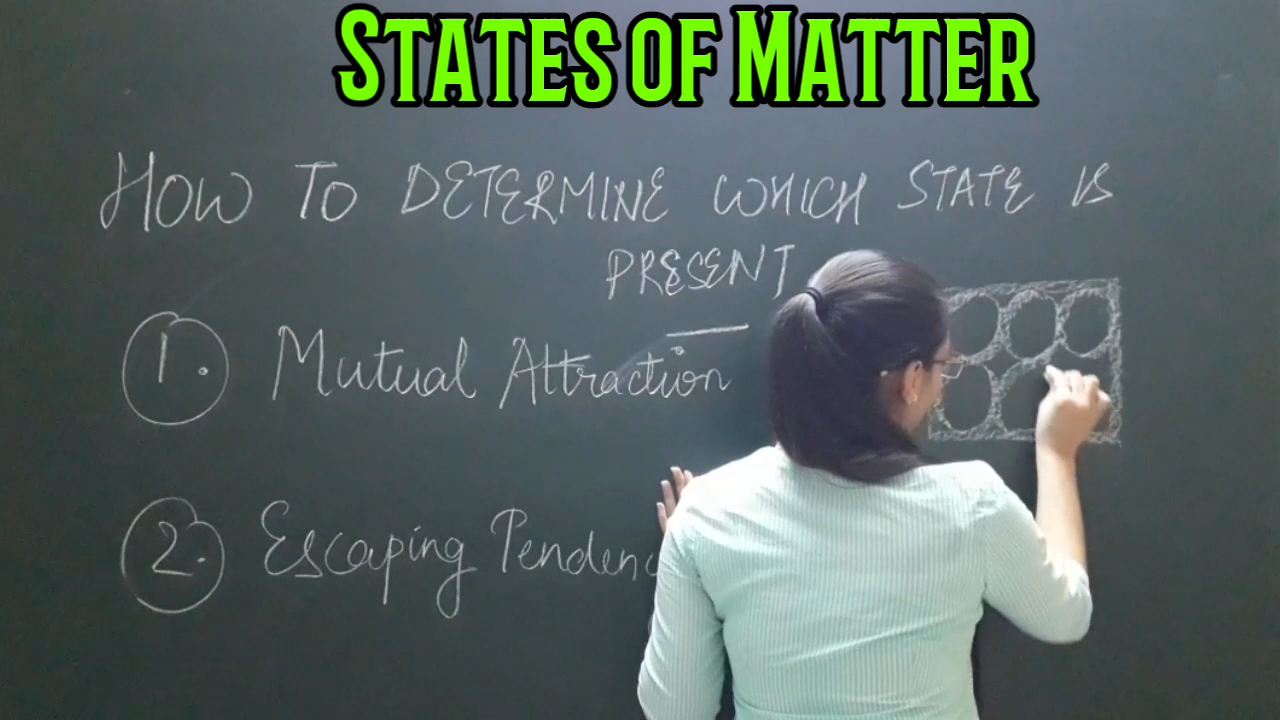 STATES OF MATTER
HOW TO DETERMINE WHICH STATE IS
PRESENT
1. Mutual Attraction
2. Escaping